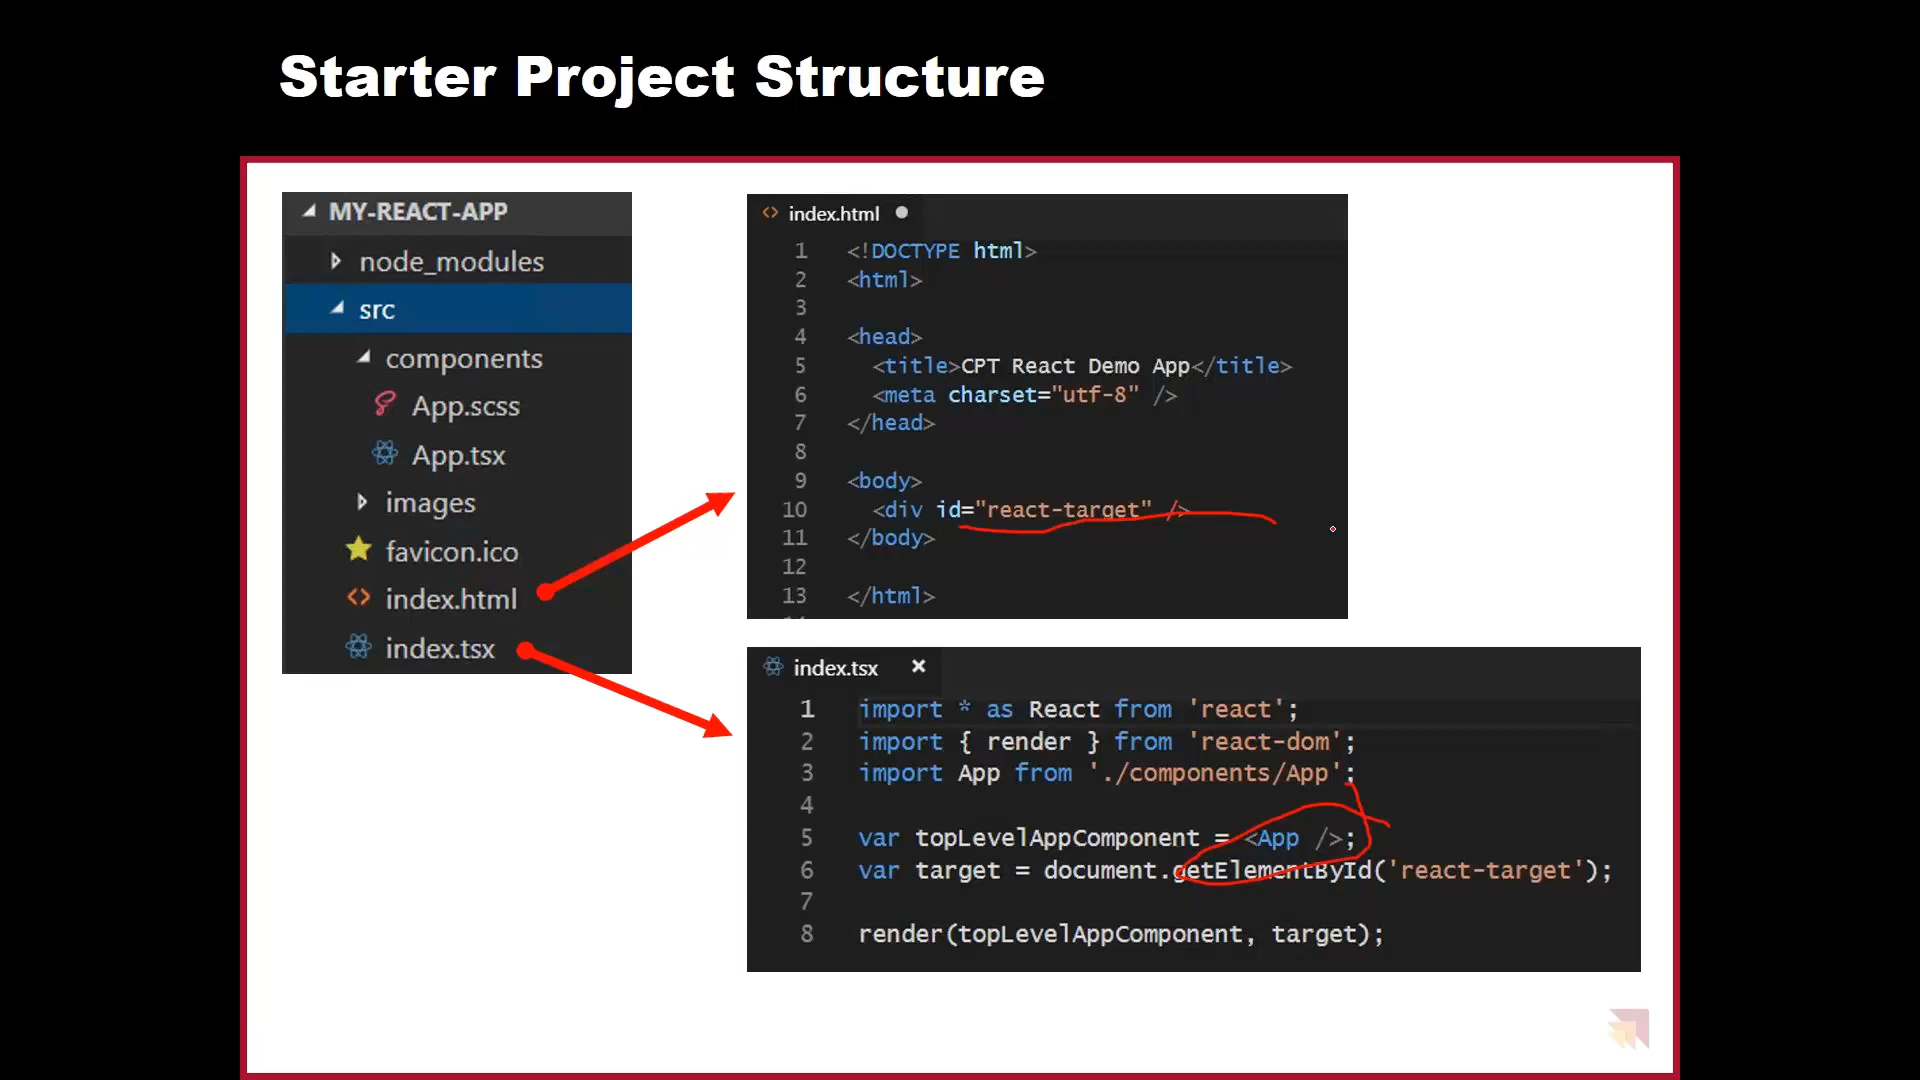 Starter Project Structure
MY-REACT-APP
node_modules
src
components
App.scss
App.tsx
images
favicon.ico
index.html
index.tsx
index.html
1 <!DOCTYPE html>
2 <html>
3
4 <head>
5 <title>CPT React Demo App</title>
6 <meta charset="utf-8" />
7 </head>
8
9 <body>
10 <div id="react-target" />
11 </body>
12
13 </html>
index.tsx
1 import * as React from 'react';
2 import { render } from 'react-dom';
3 import App from './components/App';
4
5 var topLevelAppComponent = <App />;
6 var target = document.getElementById('react-target');
7
8 render(topLevelAppComponent, target);